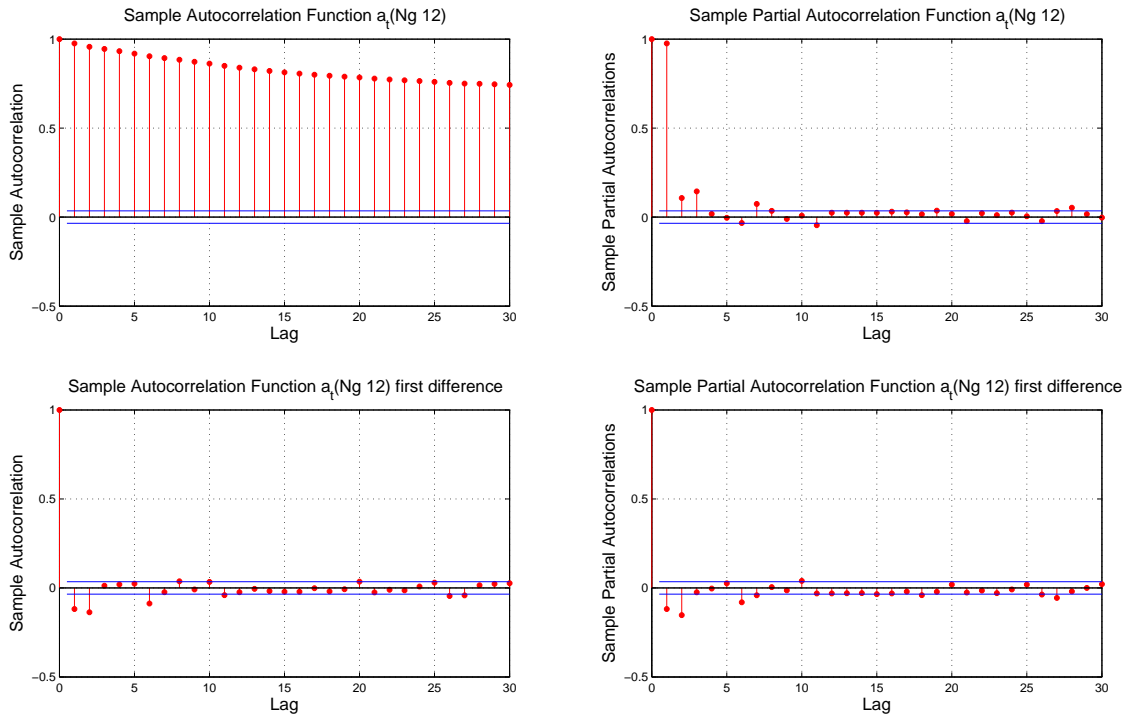 Sample Autocorrelation Function a_t(Ng 12)
Sample Autocorrelation
1
0.5
0
−0.5
0 5 10 15 20 25 30
Lag
Sample Partial Autocorrelation Function a_t(Ng 12)
Sample Partial Autocorrelations
1
0.5
0
−0.5
0 5 10 15 20 25 30
Lag
Sample Autocorrelation Function a_t(Ng 12) first difference
Sample Autocorrelation
1
0.5
0
−0.5
0 5 10 15 20 25 30
Lag
Sample Partial Autocorrelation Function a_t(Ng 12) first difference
Sample Partial Autocorrelations
1
0.5
0
−0.5
0 5 10 15 20 25 30
Lag